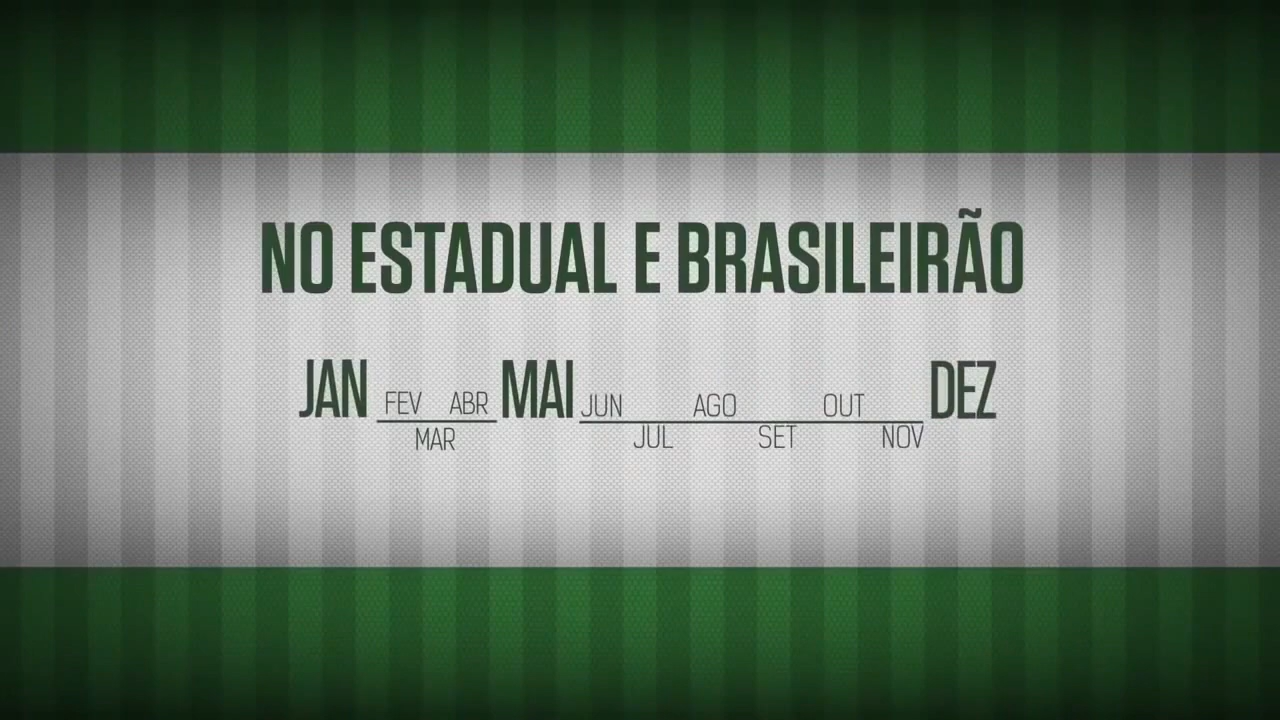 NO ESTADUAL E BRASILEIRÃO
JAN FEV MAR ABR MAI JUN JUL AGO SET OUT NOV DEZ